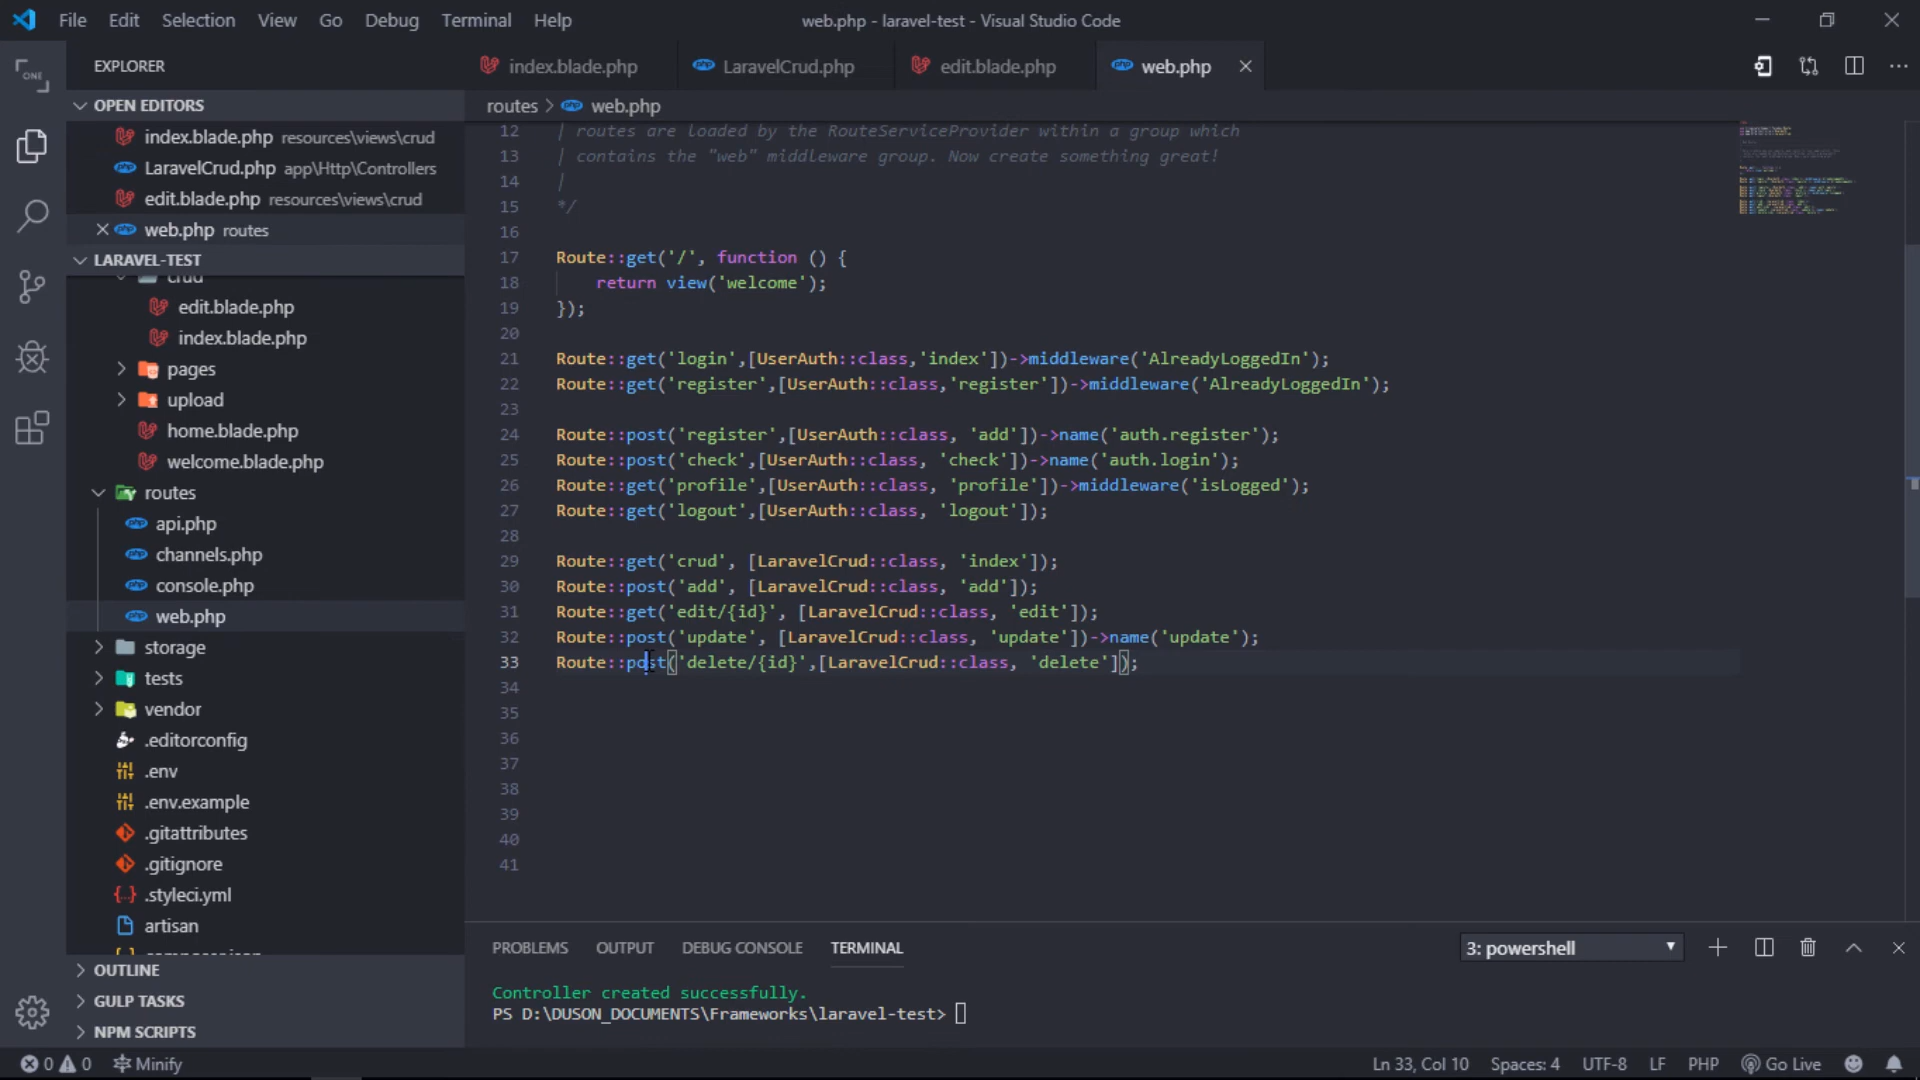 File Edit Selection View Go Debug Terminal Help
web.php - laravel-test - Visual Studio Code
ONE
EXPLORER
OPEN EDITORS
index.blade.php resources\views\crud
LaravelCrud.php app\Http\Controllers
edit.blade.php resources\views\crud
web.php routes
LARAVEL-TEST
crud
edit.blade.php
index.blade.php
pages
upload
home.blade.php
welcome.blade.php
routes
api.php
channels.php
console.php
web.php
storage
tests
vendor
.editorconfig
.env
.env.example
.gitattributes
.gitignore
.styleci.yml
artisan
OUTLINE
GULP TASKS
NPM SCRIPTS
index.blade.php LaravelCrud.php edit.blade.php web.php
routes > web.php
12 | routes are loaded by the RouteServiceProvider within a group which
13 | contains the "web" middleware group. Now create something great!
14 |
15 */
16
17 Route::get('/', function () {
18 return view('welcome');
19 });
20
21 Route::get('login',[UserAuth::class,'index'])->middleware('AlreadyLoggedIn');
22 Route::get('register',[UserAuth::class,'register'])->middleware('AlreadyLoggedIn');
23
24 Route::post('register',[UserAuth::class, 'add'])->name('auth.register');
25 Route::post('check',[UserAuth::class, 'check'])->name('auth.login');
26 Route::get('profile',[UserAuth::class, 'profile'])->middleware('isLogged');
27 Route::get('logout',[UserAuth::class, 'logout']);
28
29 Route::get('crud', [LaravelCrud::class, 'index']);
30 Route::post('add', [LaravelCrud::class, 'add']);
31 Route::get('edit/{id}', [LaravelCrud::class, 'edit']);
32 Route::post('update', [LaravelCrud::class, 'update'])->name('update');
33 Route::post('delete/{id}',[LaravelCrud::class, 'delete']);
34
35
36
37
38
39
40
41
PROBLEMS OUTPUT DEBUG CONSOLE TERMINAL
3: powershell
Controller created successfully.
PS D:\DUSON_DOCUMENTS\Frameworks\laravel-test>
0 0 Minify
Ln 33, Col 10 Spaces: 4 UTF-8 LF PHP Go Live